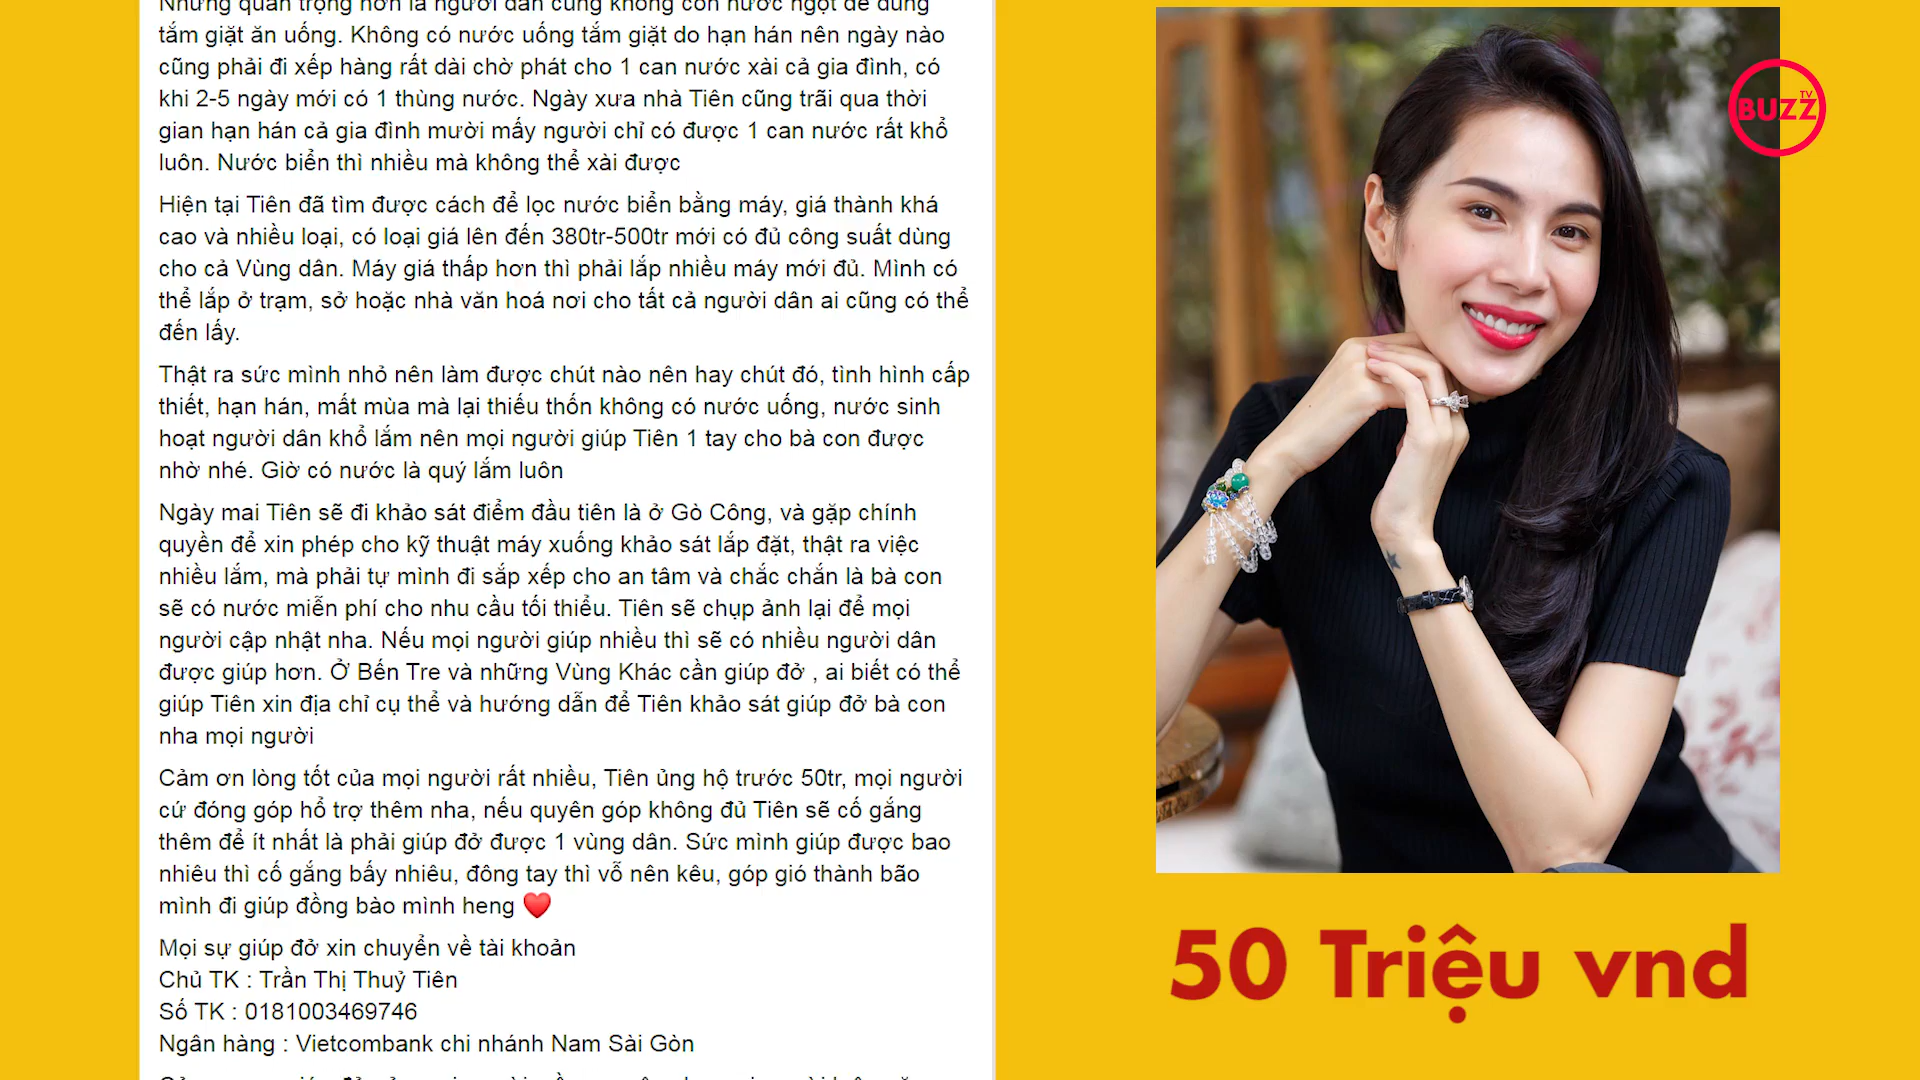 Nhưng quan trọng hơn là người dân cũng không còn nước ngọt để dùng
tắm giặt ăn uống. Không có nước uống tắm giặt do hạn hán nên ngày nào
cũng phải đi xếp hàng rất dài chờ phát cho 1 can nước xài cả gia đình, có
khi 2-5 ngày mới có 1 thùng nước. Ngày xưa nhà Tiên cũng trãi qua thời
gian hạn hán cả gia đình mười mấy người chỉ có được 1 can nước rất khổ
luôn. Nước biển thì nhiều mà không thể xài được
Hiện tại Tiên đã tìm được cách để lọc nước biển bằng máy, giá thành khá
cao và nhiều loại, có loại giá lên đến 380tr-500tr mới có đủ công suất dùng
cho cả Vùng dân. Máy giá thấp hơn thì phải lắp nhiều máy mới đủ. Mình có
thể lắp ở trạm, sở hoặc nhà văn hoá nơi cho tất cả người dân ai cũng có thể
đến lấy.
Thật ra sức mình nhỏ nên làm được chút nào nên hay chút đó, tình hình cấp
thiết, hạn hán, mất mùa mà lại thiếu thốn không có nước uống, nước sinh
hoạt người dân khổ lắm nên mọi người giúp Tiên 1 tay cho bà con được
nhờ nhé. Giờ có nước là quý lắm luôn
Ngày mai Tiên sẽ đi khảo sát điểm đầu tiên là ở Gò Công, và gặp chính
quyền để xin phép cho kỹ thuật máy xuống khảo sát lắp đặt, thật ra việc
nhiều lắm, mà phải tự mình đi sắp xếp cho an tâm và chắc chắn là bà con
sẽ có nước miễn phí cho nhu cầu tối thiểu. Tiên sẽ chụp ảnh lại để mọi
người cập nhật nha. Nếu mọi người giúp nhiều thì sẽ có nhiều người dân
được giúp hơn. Ở Bến Tre và những Vùng Khác cần giúp đở , ai biết có thể
giúp Tiên xin địa chỉ cụ thể và hướng dẫn để Tiên khảo sát giúp đở bà con
nha mọi người
Cảm ơn lòng tốt của mọi người rất nhiều, Tiên ủng hộ trước 50tr, mọi người
cứ đóng góp hổ trợ thêm nha, nếu quyên góp không đủ Tiên sẽ cố gắng
thêm để ít nhất là phải giúp đở được 1 vùng dân. Sức mình giúp được bao
nhiêu thì cố gắng bấy nhiêu, đông tay thì vỗ nên kêu, góp gió thành bão
mình đi giúp đồng bào mình heng ❤️
Mọi sự giúp đở xin chuyển về tài khoản
Chủ TK : Trần Thị Thuỷ Tiên
Số TK : 0181003469746
Ngân hàng : Vietcombank chi nhánh Nam Sài Gòn
TV
BUZZ
50 Triệu vnd